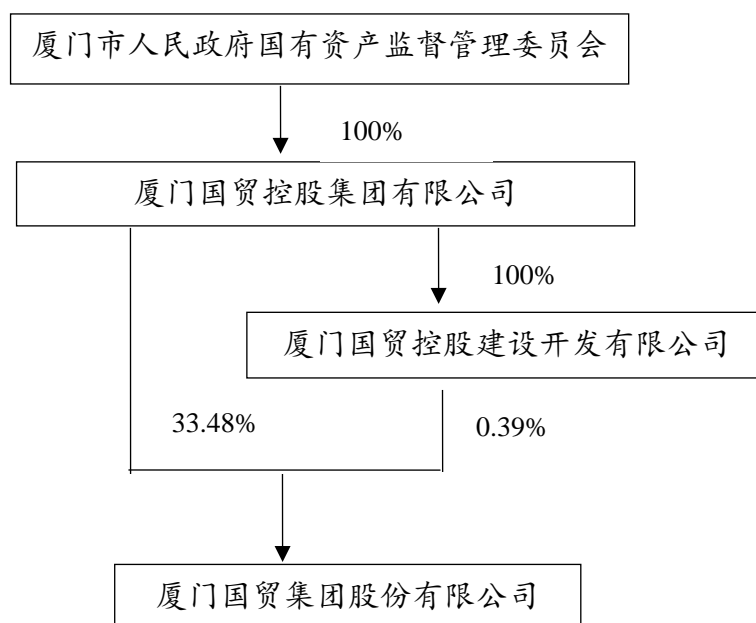 厦门市人民政府国有资产监督管理委员会
100%
厦门国贸控股集团有限公司
100%
厦门国贸控股建设开发有限公司
33.48%
0.39%
厦门国贸集团股份有限公司